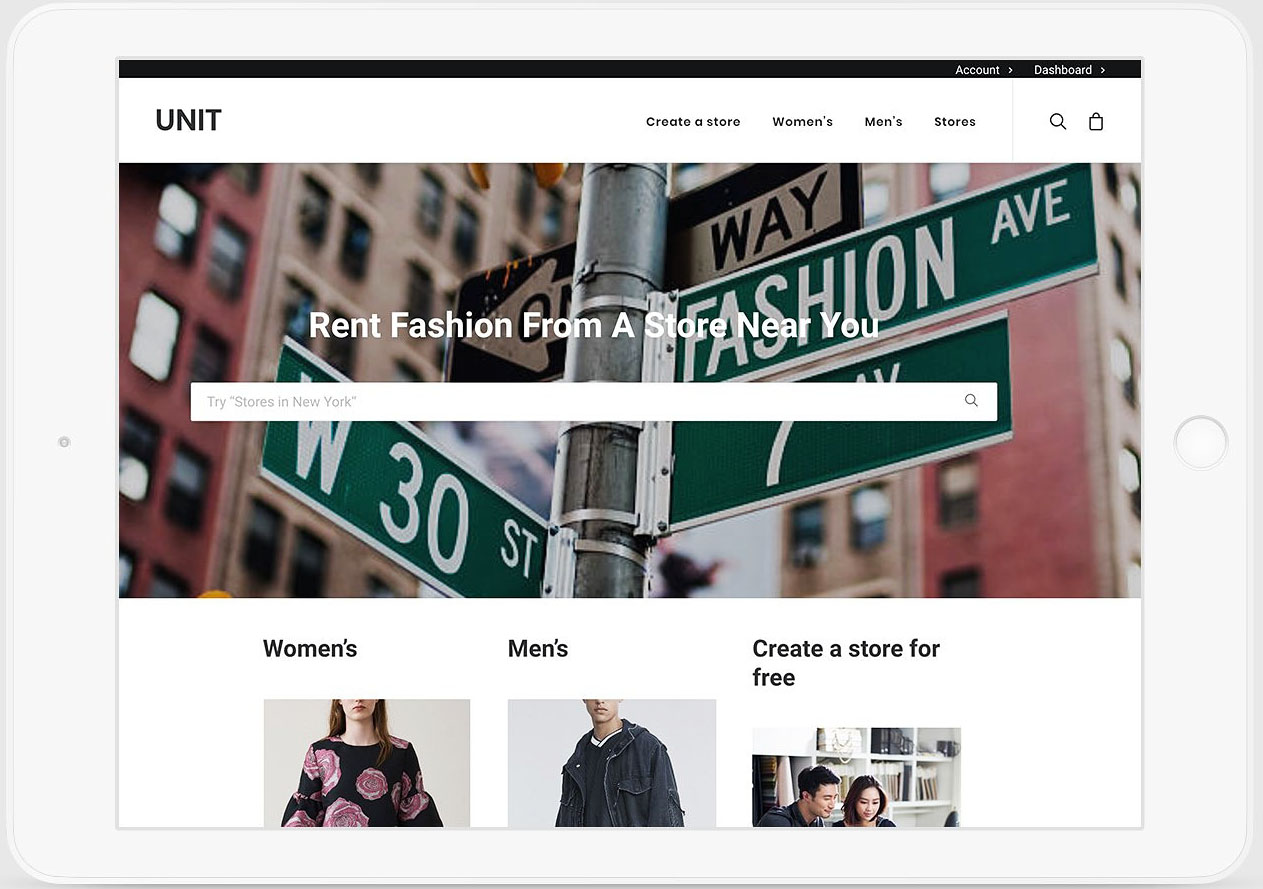 Account
Dashboard
UNIT
Create a store
Women's
Men's
Stores
WAY
FASHION AVE
Rent Fashion From A Store Near You
Try “Stores in New York”
W 30 ST
7
Women’s
Men’s
Create a store for
free